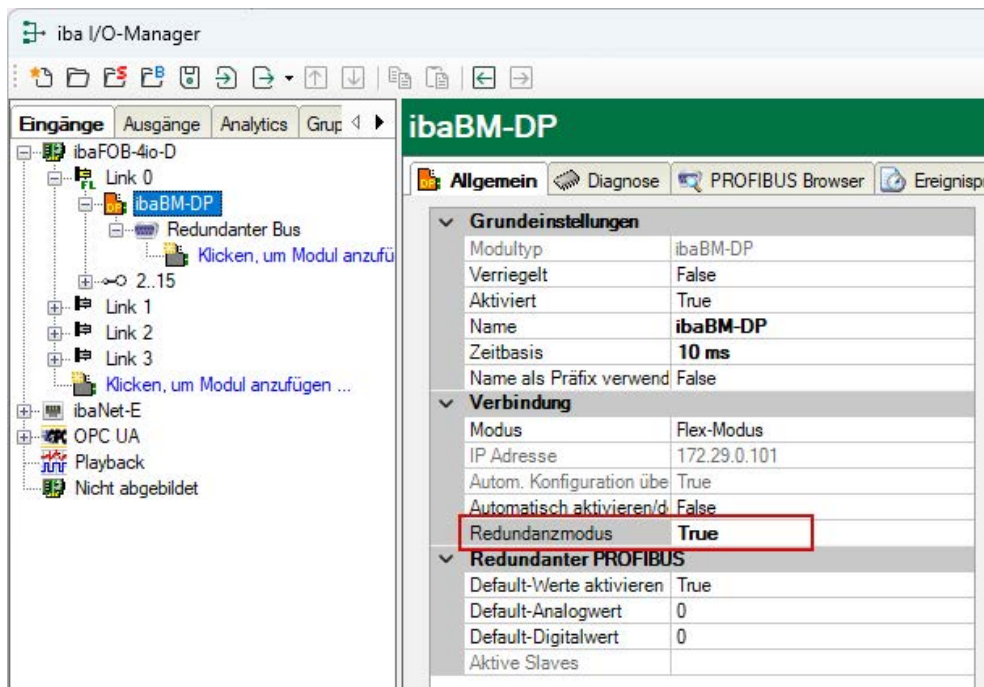 iba I/O-Manager
Eingänge Ausgänge Analytics Grup
ibaFOB-4io-D
Link 0
ibaBM-DP
Redundanter Bus
Klicken, um Modul anzufü
2..15
Link 1
Link 2
Link 3
Klicken, um Modul anzufügen ...
ibaNet-E
OPC UA
Playback
Nicht abgebildet
ibaBM-DP
Allgemein Diagnose PROFIBUS Browser Ereignisp
Grundeinstellungen
Modultyp ibaBM-DP
Verriegelt False
Aktiviert True
Name ibaBM-DP
Zeitbasis 10 ms
Name als Präfix verwend False
Verbindung
Modus Flex-Modus
IP Adresse 172.29.0.101
Autom. Konfiguration übe True
Automatisch aktivieren/d False
Redundanzmodus True
Redundanter PROFIBUS
Default-Werte aktivieren True
Default-Analogwert 0
Default-Digitalwert 0
Aktive Slaves